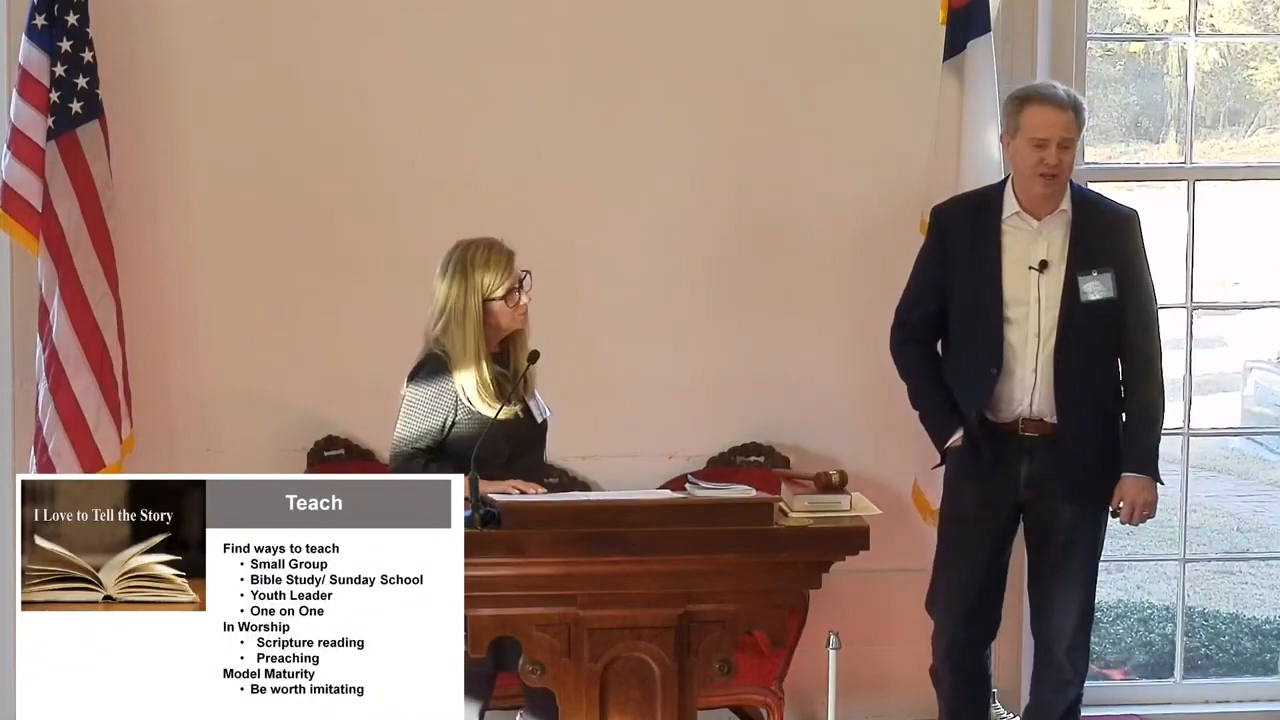 I Love to Tell the Story
Teach
Find ways to teach
• Small Group
• Bible Study/ Sunday School
• Youth Leader
• One on One
In Worship
• Scripture reading
• Preaching
Model Maturity
• Be worth imitating